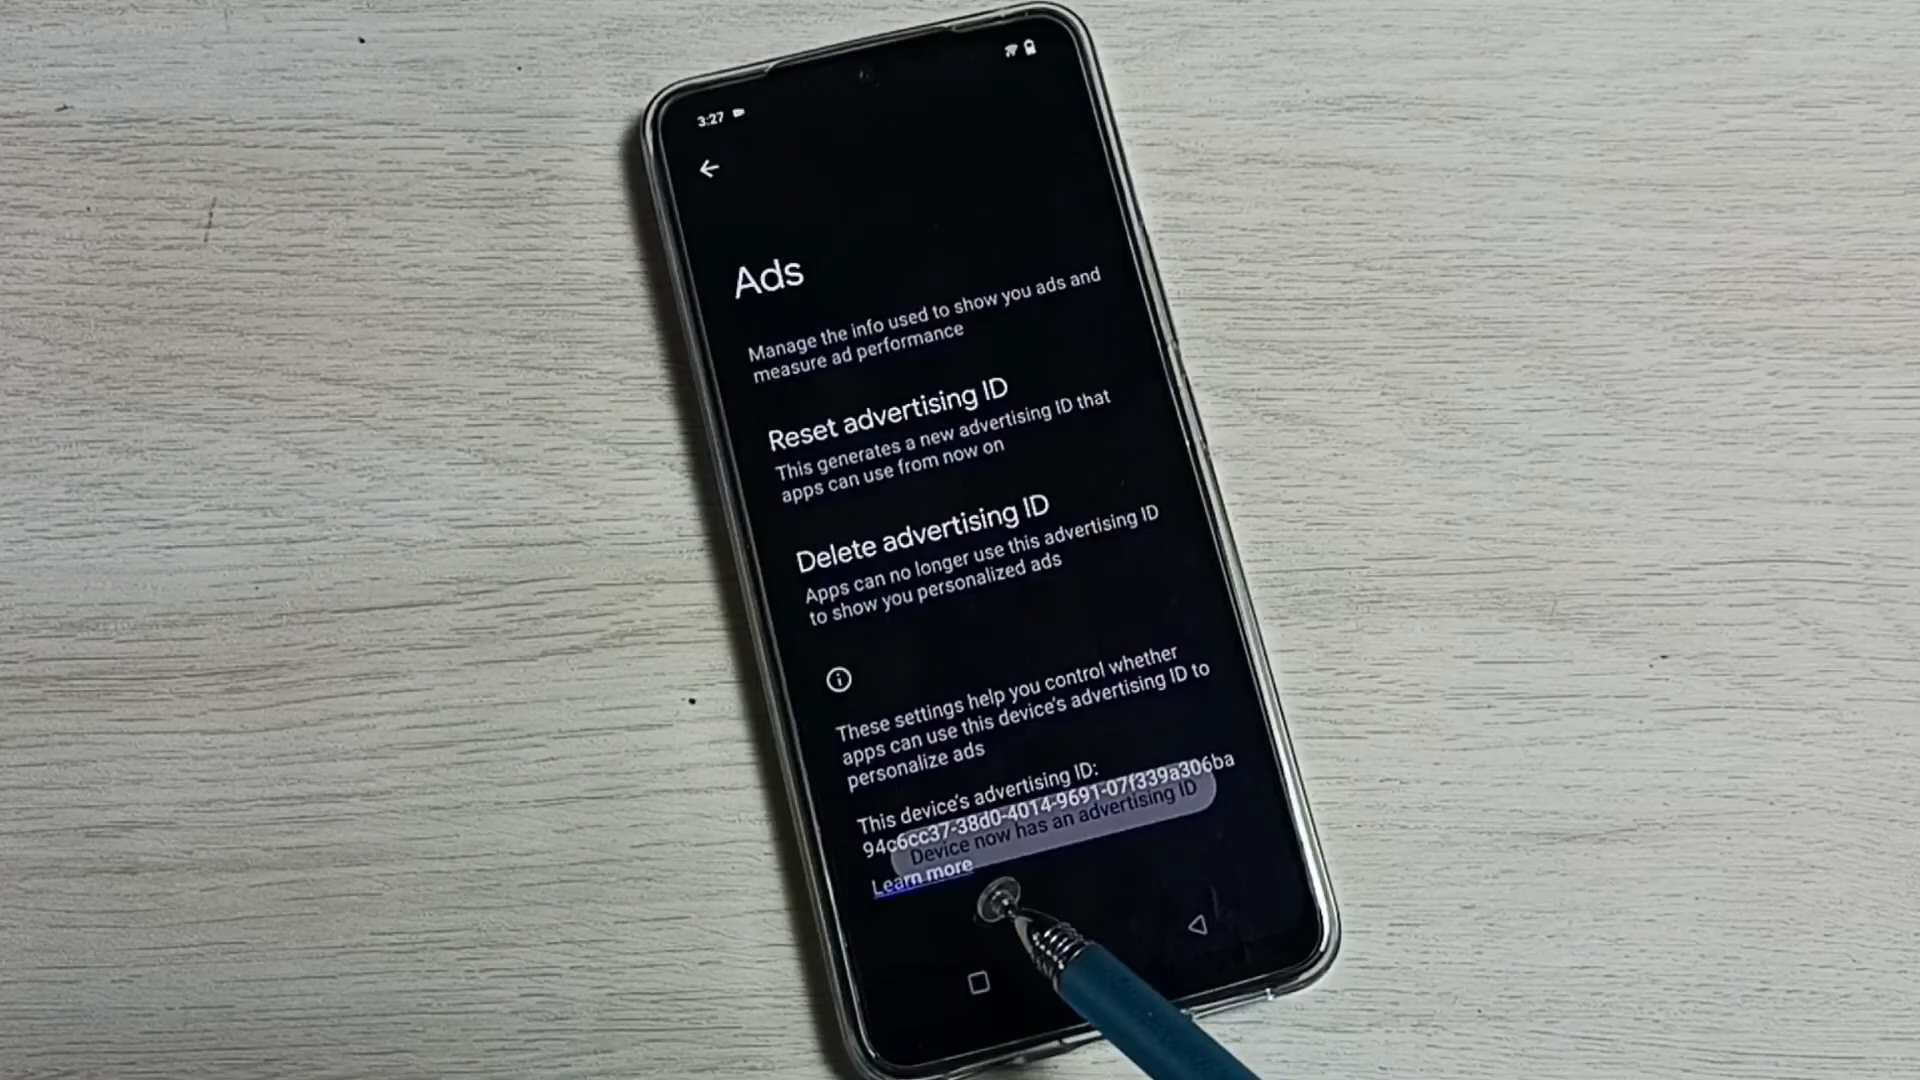 3:27
Ads
Manage the info used to show you ads and
measure ad performance
Reset advertising ID
This generates a new advertising ID that
apps can use from now on
Delete advertising ID
Apps can no longer use this advertising ID
to show you personalized ads
These settings help you control whether
apps can use this device's advertising ID to
personalize ads
This device's advertising ID:
94c6cc37-38d0-4014-9691-07f339a306ba
Device now has an advertising ID
Learn more